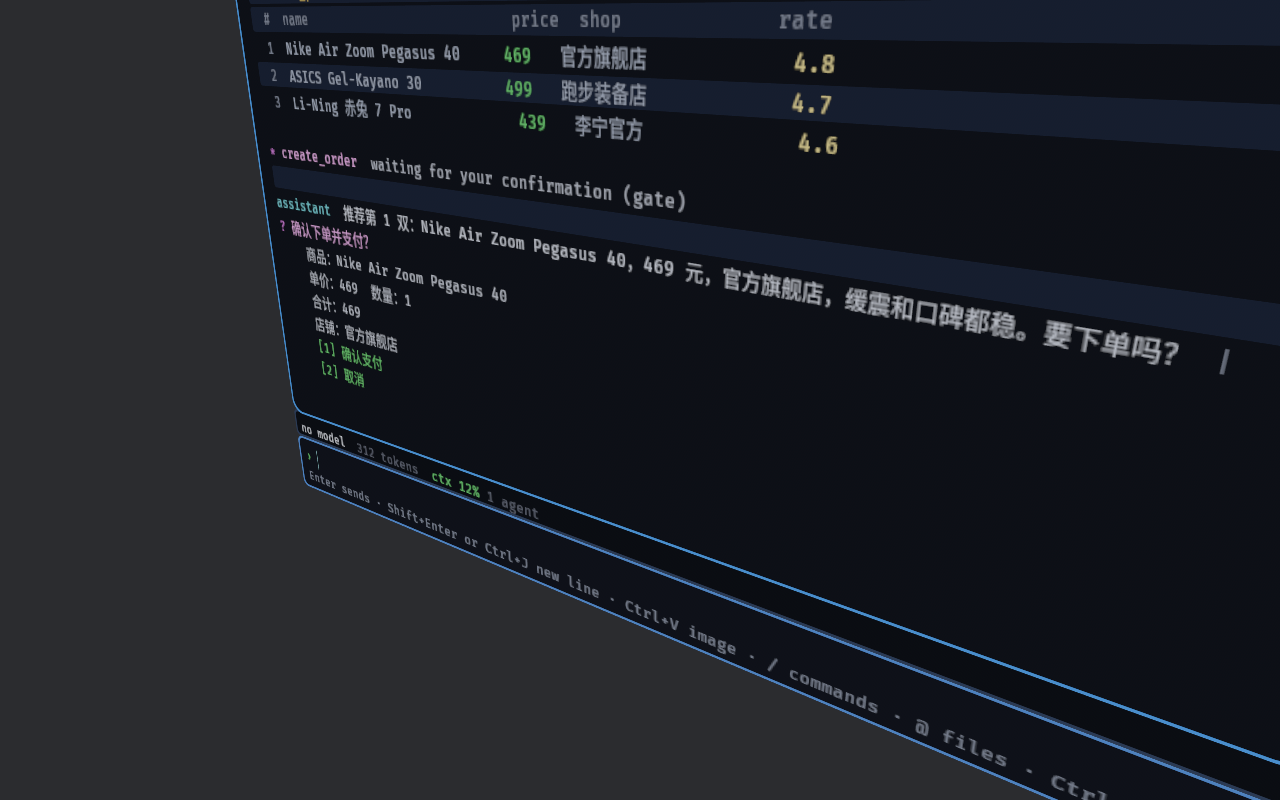 # name price shop rate
1 Nike Air Zoom Pegasus 40 469 官方旗舰店 4.8
2 ASICS Gel-Kayano 30 499 跑步装备店 4.7
3 Li-Ning 赤兔 7 Pro 439 李宁官方 4.6
* create_order waiting for your confirmation (gate)
assistant 推荐第 1 双: Nike Air Zoom Pegasus 40, 469 元, 官方旗舰店, 缓震和口碑都稳。要下单吗?
? 确认下单并支付?
商品: Nike Air Zoom Pegasus 40
单价: 469 数量: 1
合计: 469
店铺: 官方旗舰店
[1] 确认支付
[2] 取消
no model 312 tokens ctx 12% 1 agent
›
Enter sends · Shift+Enter or Ctrl+J new line · Ctrl+V image · / commands · @ files · Ctrl